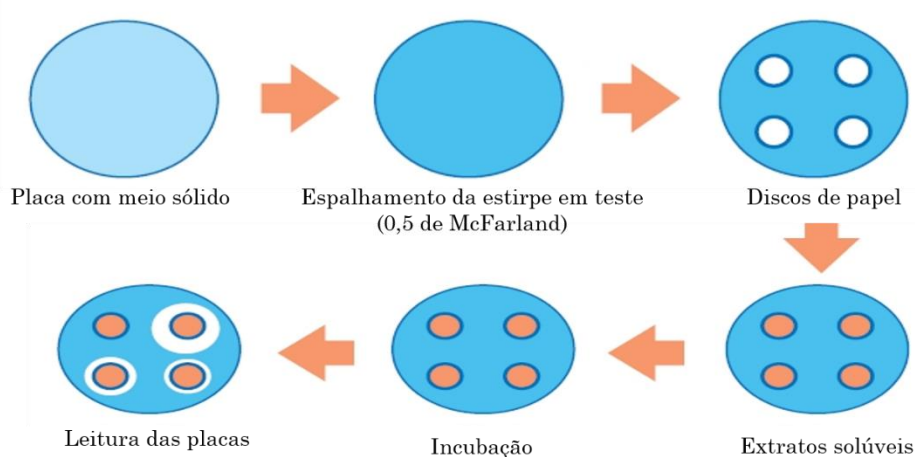 Placa com meio sólido
Espalhamento da estirpe em teste
(0,5 de McFarland)
Discos de papel
Leitura das placas
Incubação
Extratos solúveis